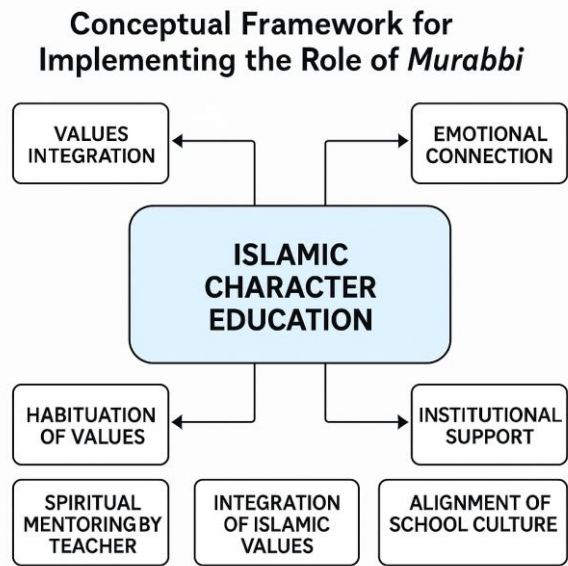 Conceptual Framework for
Implementing the Role of Murabbi
VALUES
INTEGRATION
EMOTIONAL
CONNECTION
ISLAMIC
CHARACTER
EDUCATION
HABITUATION
OF VALUES
INSTITUTIONAL
SUPPORT
SPIRITUAL
MENTORING BY
TEACHER
INTEGRATION
OF ISLAMIC
VALUES
ALIGNMENT OF
SCHOOL CULTURE